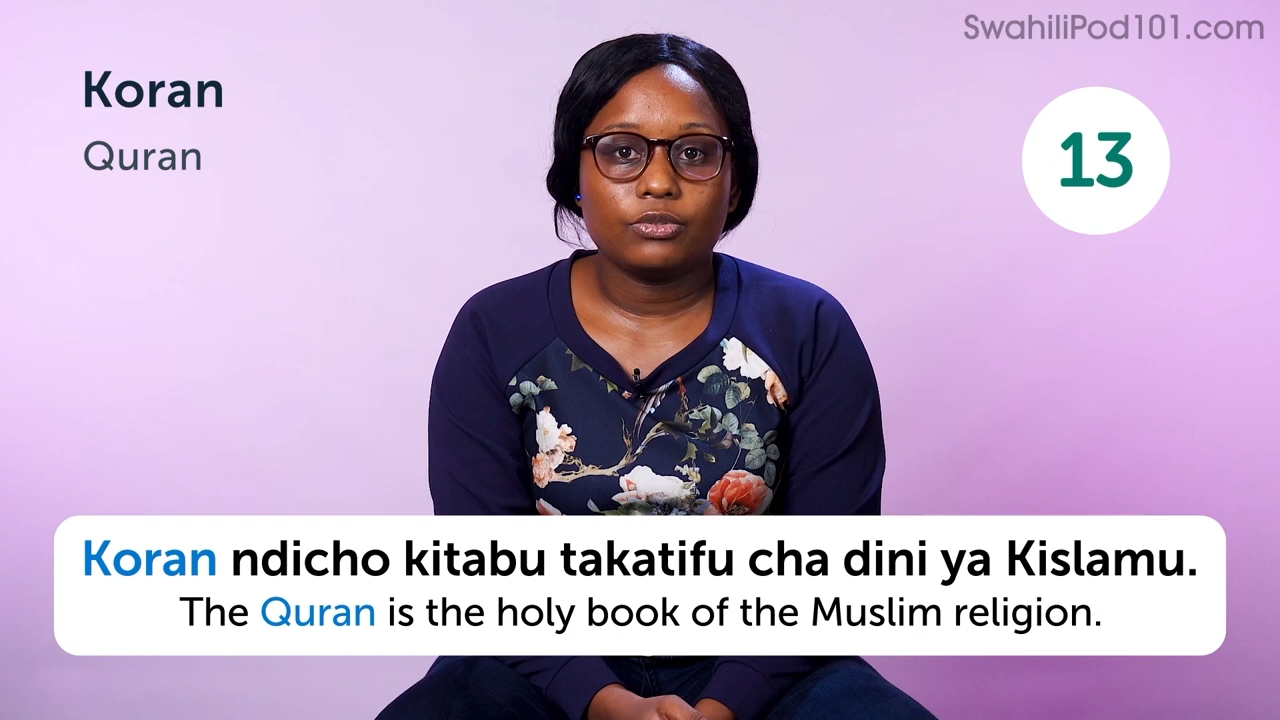 SwahiliPod101.com
Koran
Quran
13
Koran ndicho kitabu takatifu cha dini ya Kislamu.
The Quran is the holy book of the Muslim religion.